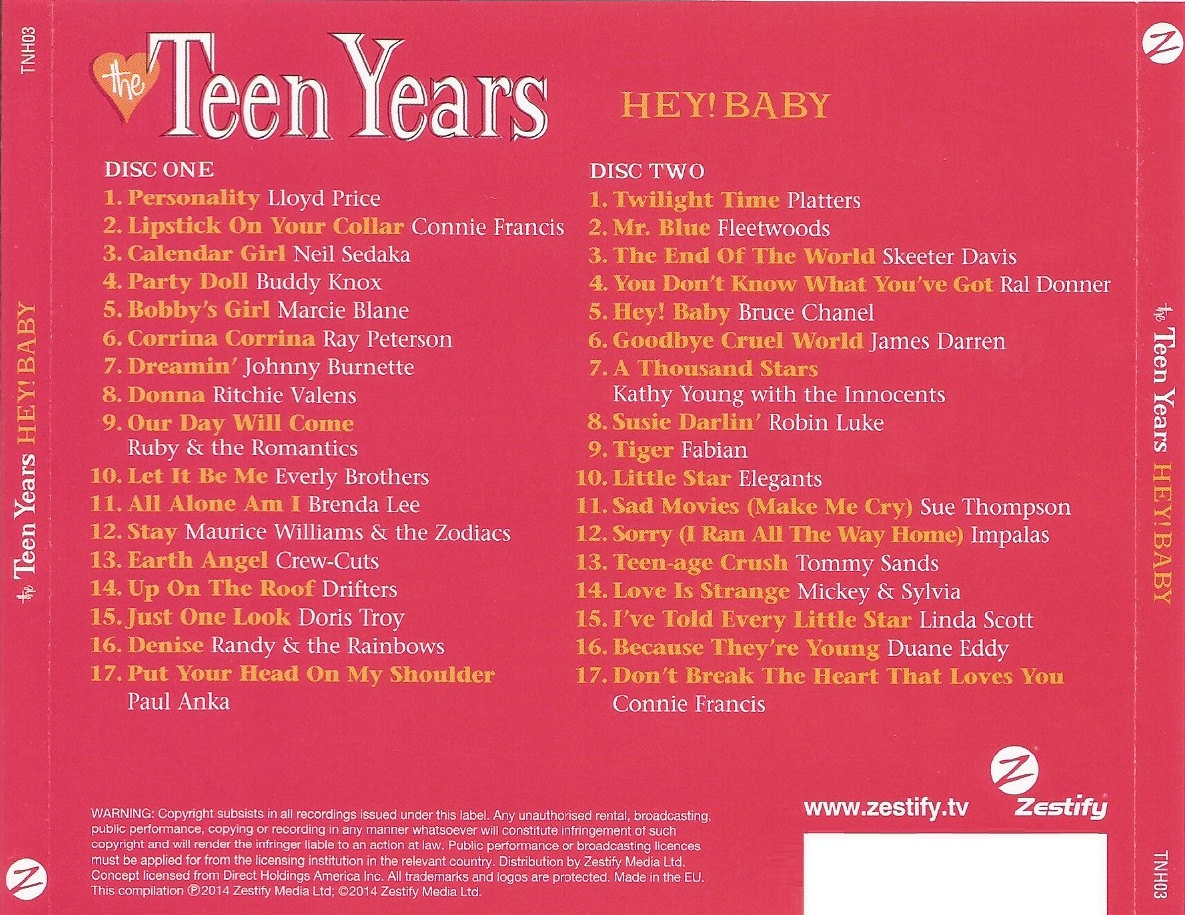 TNH03
the Teen Years
HEY! BABY
DISC ONE
1. Personality Lloyd Price
2. Lipstick On Your Collar Connie Francis
3. Calendar Girl Neil Sedaka
4. Party Doll Buddy Knox
5. Bobby's Girl Marcie Blane
6. Corrina Corrina Ray Peterson
7. Dreamin' Johnny Burnette
8. Donna Ritchie Valens
9. Our Day Will Come
Ruby & the Romantics
10. Let It Be Me Everly Brothers
11. All Alone Am I Brenda Lee
12. Stay Maurice Williams & the Zodiacs
13. Earth Angel Crew-Cuts
14. Up On The Roof Drifters
15. Just One Look Doris Troy
16. Denise Randy & the Rainbows
17. Put Your Head On My Shoulder
Paul Anka
DISC TWO
1. Twilight Time Platters
2. Mr. Blue Fleetwoods
3. The End Of The World Skeeter Davis
4. You Don't Know What You've Got Ral Donner
5. Hey! Baby Bruce Chanel
6. Goodbye Cruel World James Darren
7. A Thousand Stars
Kathy Young with the Innocents
8. Susie Darlin' Robin Luke
9. Tiger Fabian
10. Little Star Elegants
11. Sad Movies (Make Me Cry) Sue Thompson
12. Sorry (I Ran All The Way Home) Impalas
13. Teen-age Crush Tommy Sands
14. Love Is Strange Mickey & Sylvia
15. I've Told Every Little Star Linda Scott
16. Because They're Young Duane Eddy
17. Don't Break The Heart That Loves You
Connie Francis
WARNING: Copyright subsists in all recordings issued under this label. Any unauthorised rental, broadcasting,
public performance, copying or recording in any manner whatsoever will constitute infringement of such
copyright and will render the infringer liable to an action at law. Public performance or broadcasting licences
must be applied for from the licensing institution in the relevant country. Distribution by Zestify Media Ltd.
Concept licensed from Direct Holdings America Inc. All trademarks and logos are protected. Made in the EU.
This compilation ℗2014 Zestify Media Ltd; ©2014 Zestify Media Ltd.
www.zestify.tv
Z
Zestify®
the Teen Years HEY! BABY
Z
Z
the Teen Years HEY! BABY
TNH03